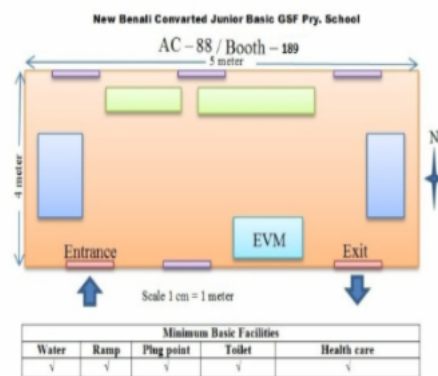 New Benali Convarted Junior Basic GSF Pry. School
AC – 88 / Booth – 189
5 meter
4 meter
N
EVM
Entrance
Exit
Scale 1 cm = 1 meter
Minimum Basic Facilities
Water Ramp Plug point Toilet Health care
√ √ √ √ √